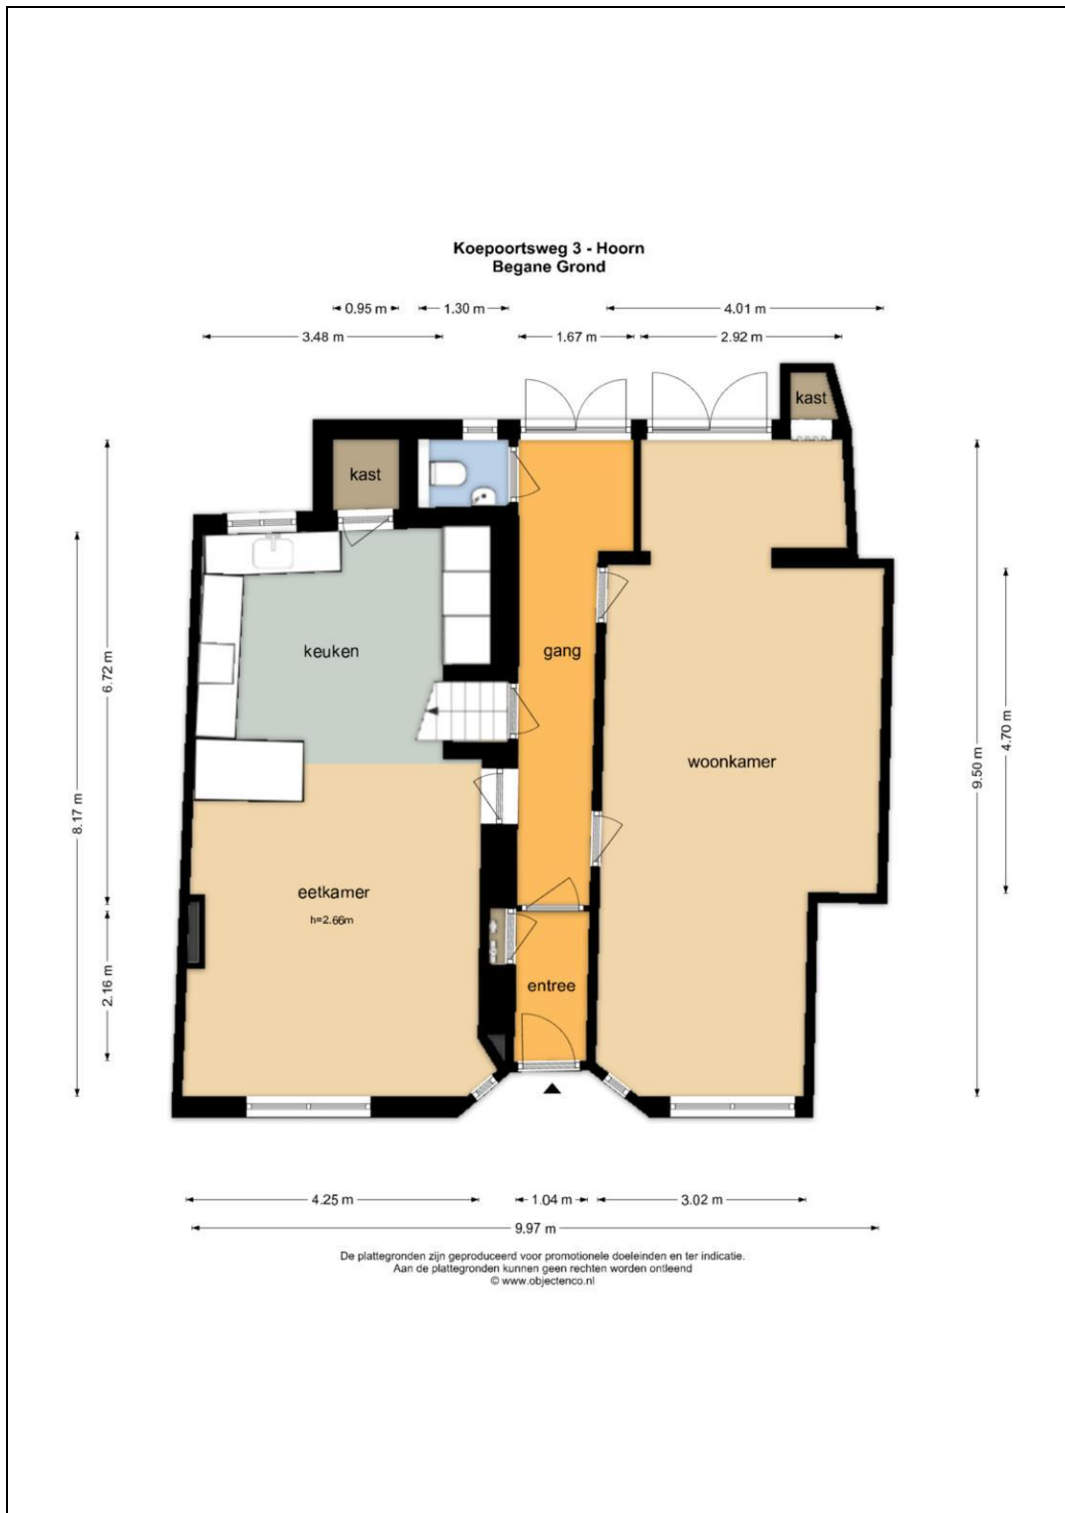 Koepoortsweg 3 - Hoorn
Begane Grond
0.95 m
1.30 m
4.01 m
3.48 m
1.67 m
2.92 m
kast
kast
keuken
gang
6.72 m
4.70 m
woonkamer
9.50 m
8.17 m
eetkamer
h=2.66m
2.16 m
entree
4.25 m
1.04 m
3.02 m
9.97 m
De plattegronden zijn geproduceerd voor promotionele doeleinden en ter indicatie.
Aan de plattegronden kunnen geen rechten worden ontleend
© www.objectenco.nl